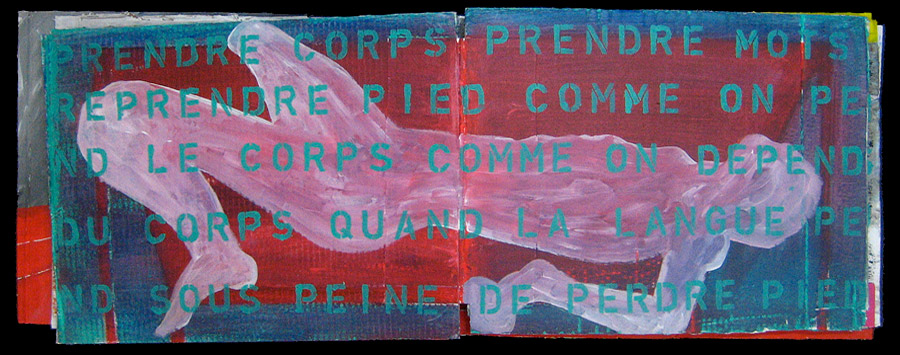 PRENDRE CORPS PRENDRE MOTS
REPRENDRE PIED COMME ON PE
ND LE CORPS COMME ON DEPEND
DU CORPS QUAND LA LANGUE PE
ND SOUS PEINE DE PERDRE PIED